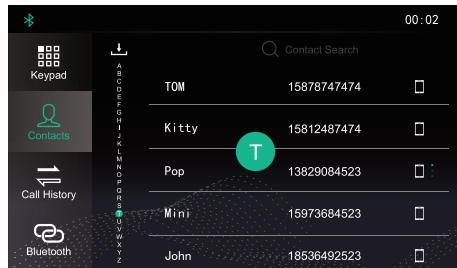 00:02
Keypad
Contacts
Call History
Bluetooth
A
B
C
D
E
F
G
H
I
J
K
L
M
N
O
P
Q
R
S
T
U
V
W
X
Y
Z
Contact Search
TOM 15878747474
Kitty 15812487474
T
Pop 13829084523
Mini 15973684523
John 18536492523